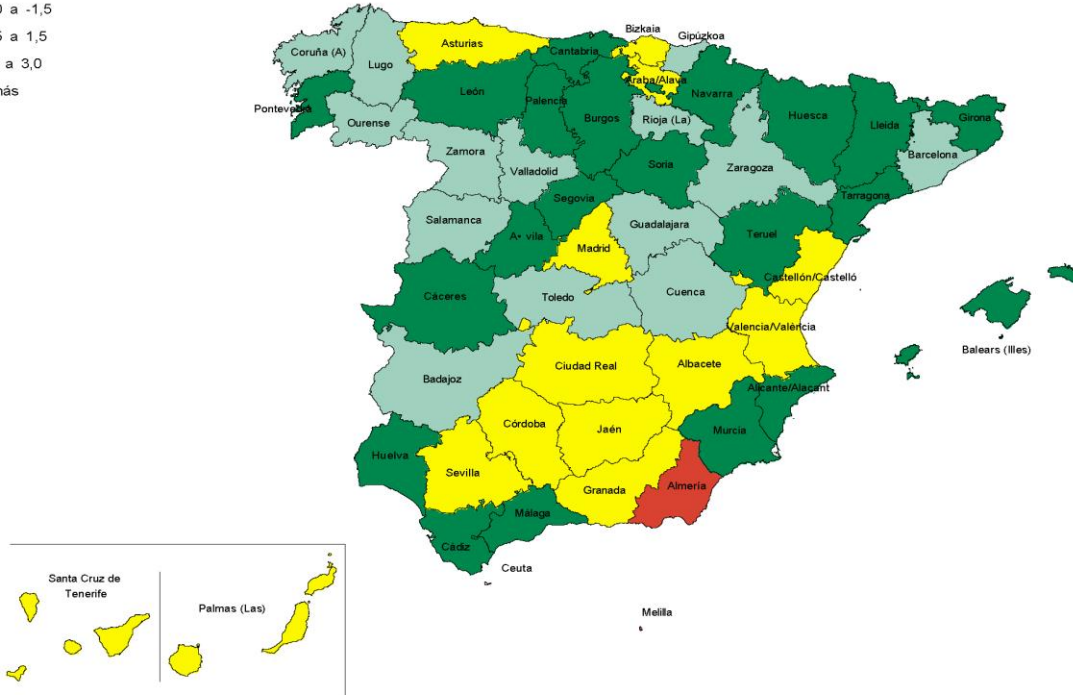 a -1,5
a 1,5
a 3,0
más
Bizkaia
Gipúzkoa
Asturias
Cantabria
Coruña (A)
Lugo
Araba/Álava
León
Palencia
Navarra
Pontevedra
Burgos
Huesca
Lleida
Girona
Ourense
Rioja (La)
Zamora
Barcelona
Valladolid
Soria
Zaragoza
Segovia
Tarragona
Salamanca
Guadalajara
A vila
Madrid
Teruel
Castellón/Castelló
Cáceres
Toledo
Cuenca
Valencia/València
Balears (Illes)
Ciudad Real
Albacete
Badajoz
Alicante/Alacant
Córdoba
Jaén
Murcia
Huelva
Sevilla
Granada
Almería
Málaga
Cádiz
Ceuta
Santa Cruz de
Tenerife
Palmas (Las)
Melilla